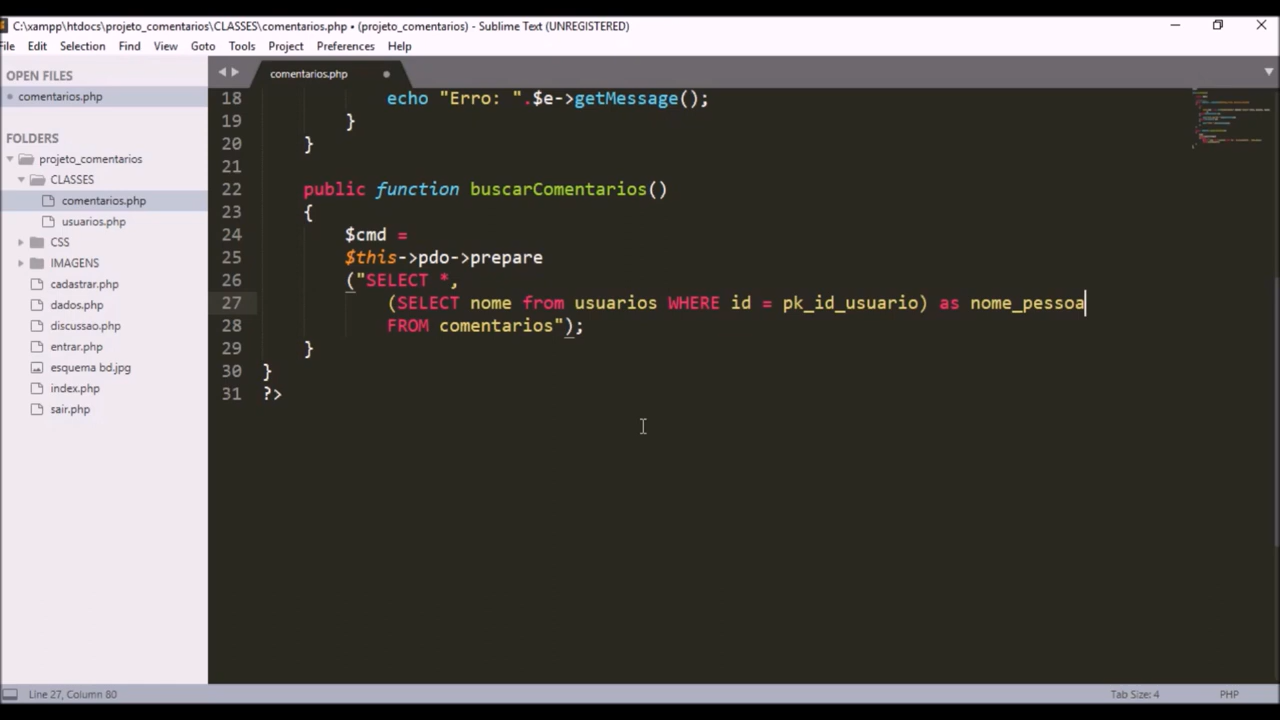 C:\xampp\htdocs\projeto_comentarios\CLASSES\comentarios.php • (projeto_comentarios) - Sublime Text (UNREGISTERED)
File Edit Selection Find View Goto Tools Project Preferences Help
OPEN FILES
comentarios.php
FOLDERS
projeto_comentarios
CLASSES
comentarios.php
usuarios.php
CSS
IMAGENS
cadastrar.php
dados.php
discussao.php
entrar.php
esquema bd.jpg
index.php
sair.php
comentarios.php
18 echo "Erro: ".$e->getMessage();
19 }
20 }
21
22 public function buscarComentarios()
23 {
24 $cmd =
25 $this->pdo->prepare
26 ("SELECT *,
27 (SELECT nome from usuarios WHERE id = pk_id_usuario) as nome_pessoa
28 FROM comentarios");
29 }
30 }
31 ?>
Line 27, Column 80 Tab Size: 4 PHP